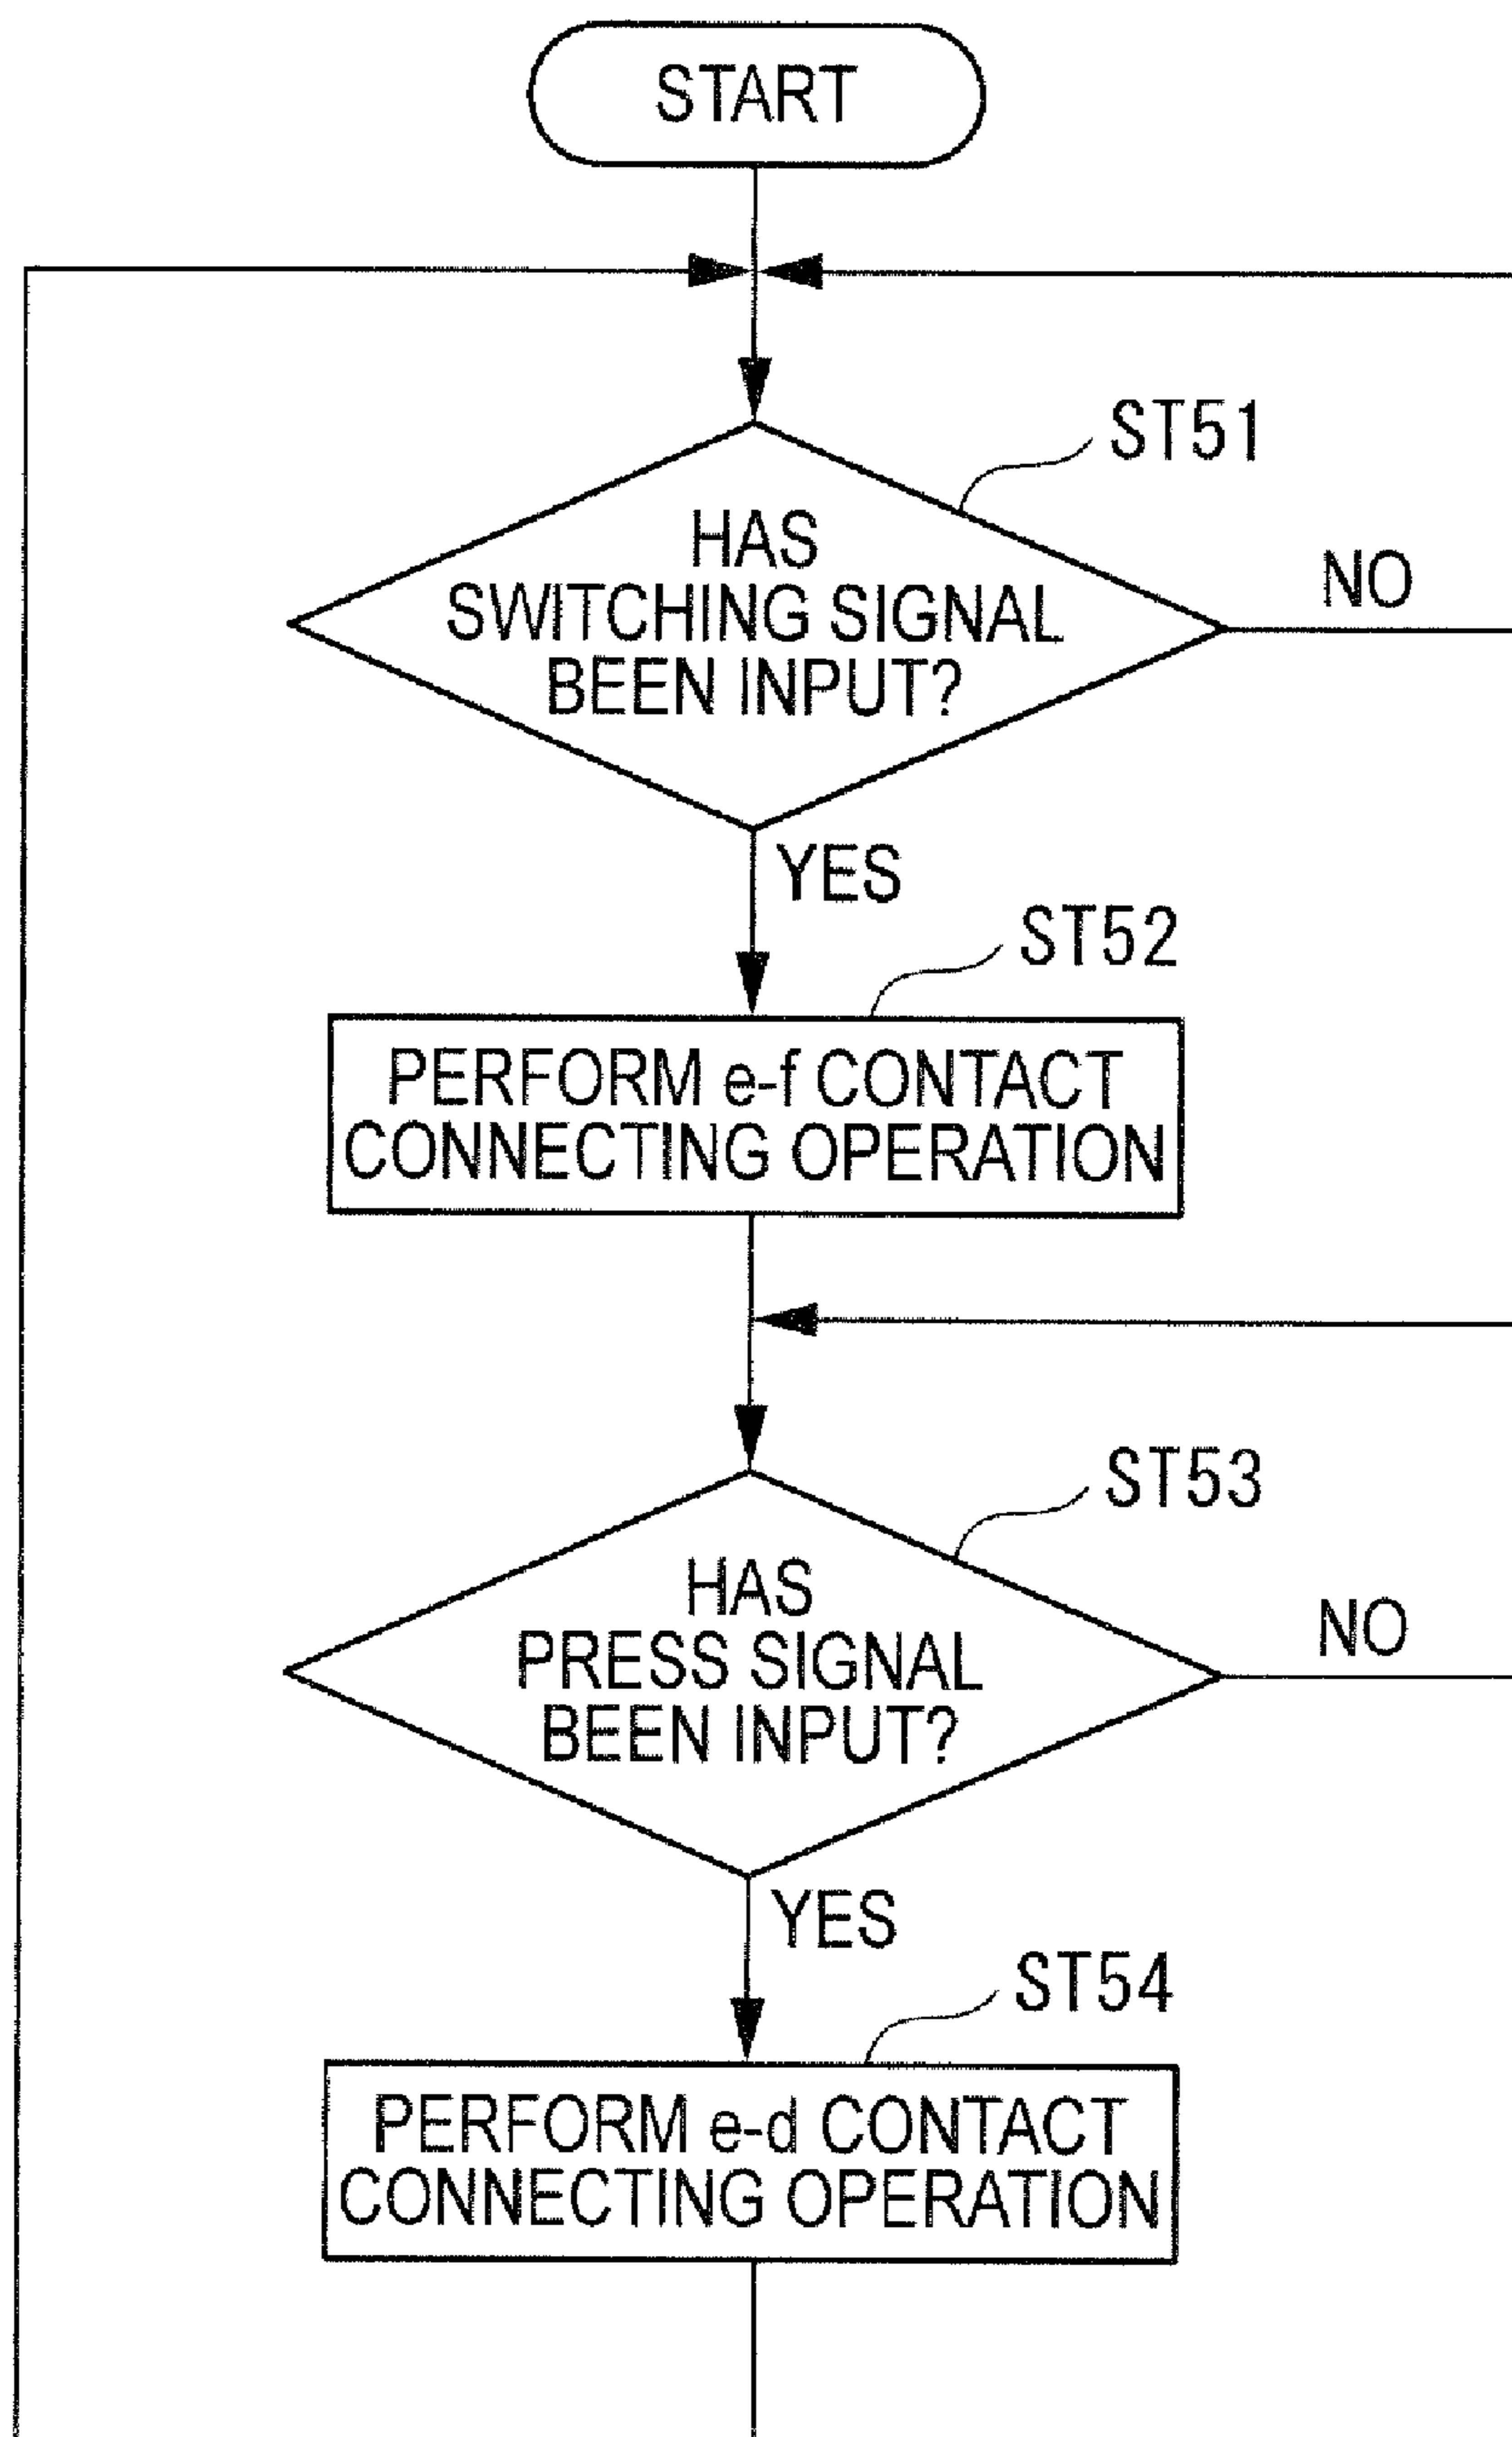 START
ST51
HAS
SWITCHING SIGNAL
BEEN INPUT?
NO
YES
ST52
PERFORM e-f CONTACT
CONNECTING OPERATION
ST53
HAS
PRESS SIGNAL
BEEN INPUT?
NO
YES
ST54
PERFORM e-d CONTACT
CONNECTING OPERATION